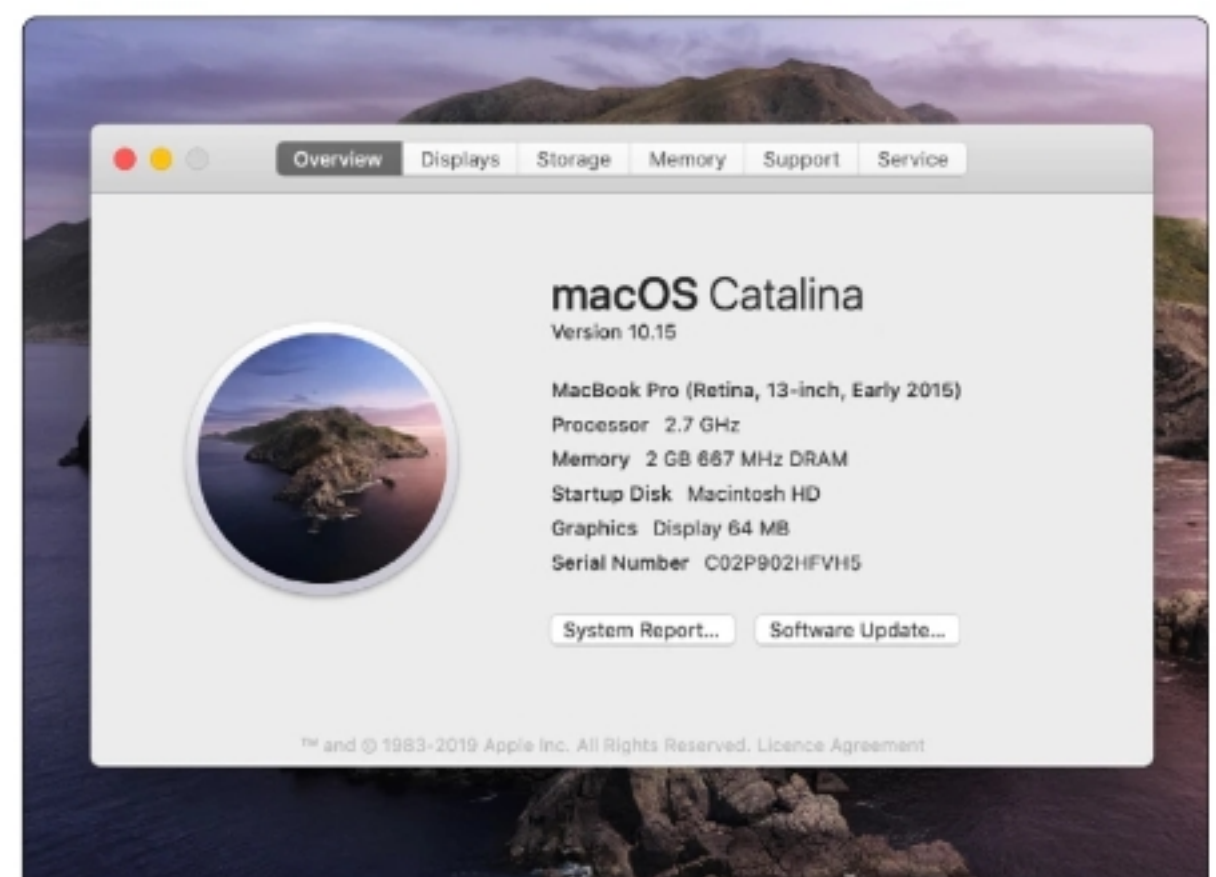 Overview Displays Storage Memory Support Service
macOS Catalina
Version 10.15
MacBook Pro (Retina, 13-inch, Early 2015)
Processor 2.7 GHz
Memory 2 GB 667 MHz DRAM
Startup Disk Macintosh HD
Graphics Display 64 MB
Serial Number C02P902HFVH5
System Report... Software Update...
™ and © 1983-2019 Apple Inc. All Rights Reserved. Licence Agreement